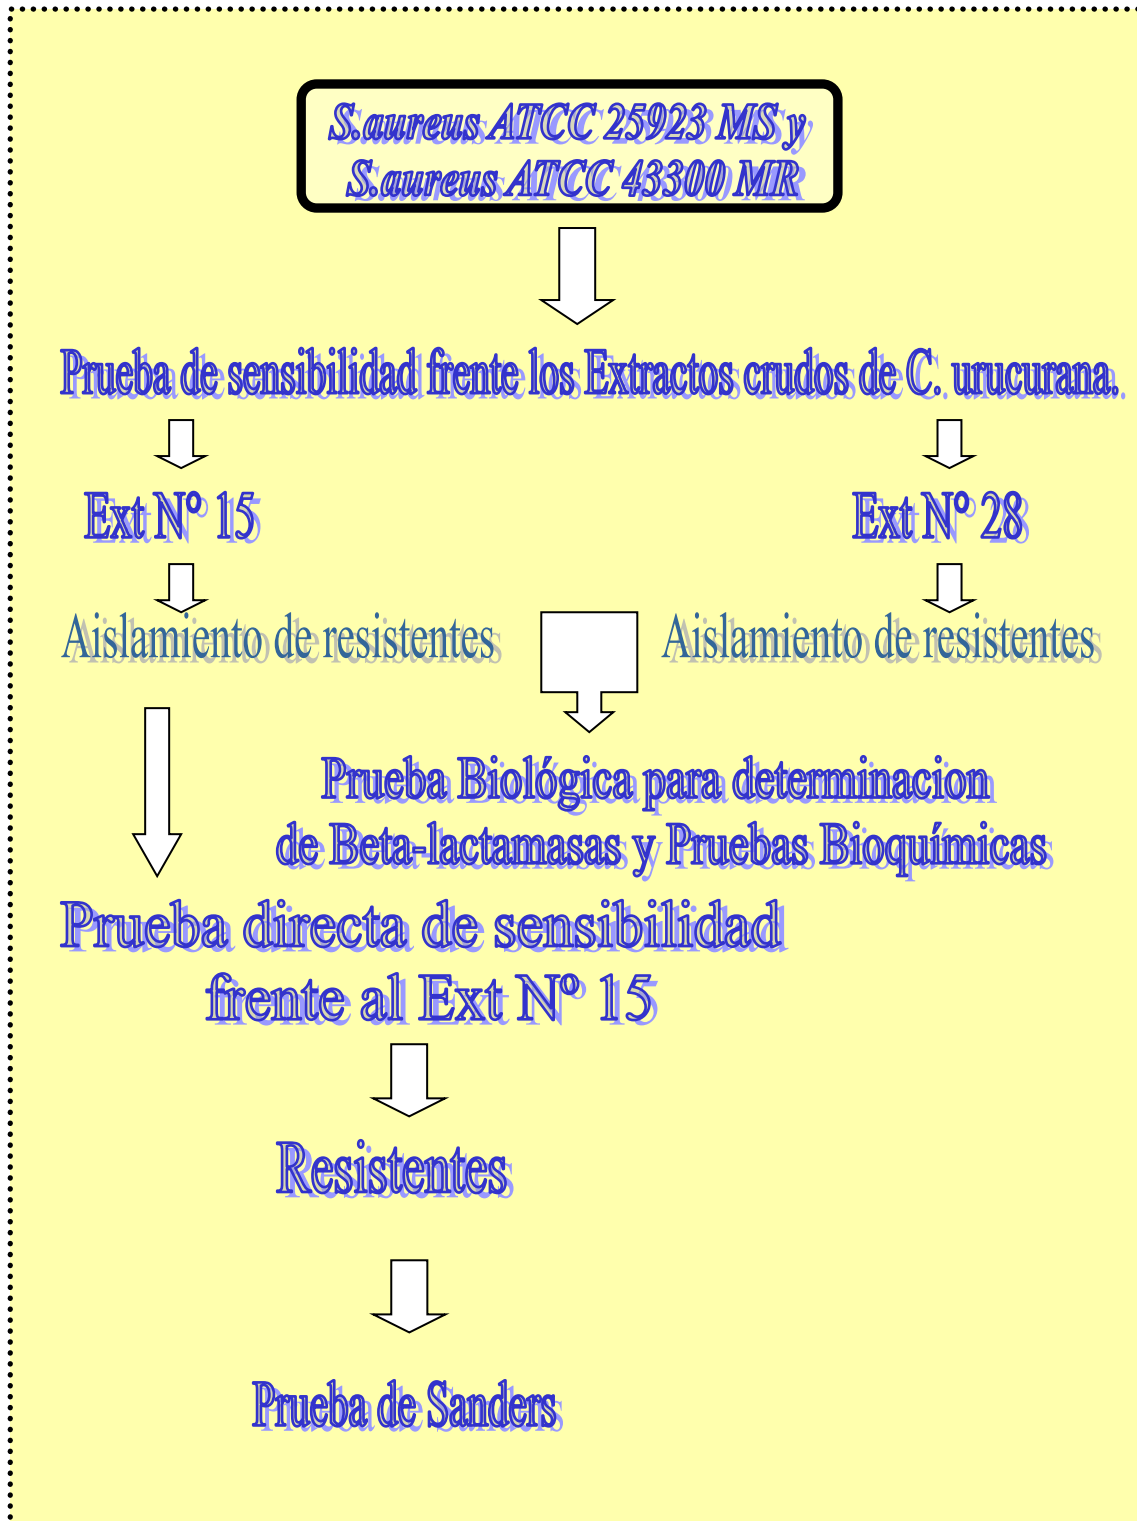 S.aureus ATCC 25923 MS y
S.aureus ATCC 43300 MR
Prueba de sensibilidad frente los Extractos crudos de C. urucurana.
Ext Nº 15
Ext Nº 28
Aislamiento de resistentes
Aislamiento de resistentes
Prueba Biológica para determinacion
de Beta-lactamasas y Pruebas Bioquímicas
Prueba directa de sensibilidad
frente al Ext Nº 15
Resistentes
Prueba de Sanders